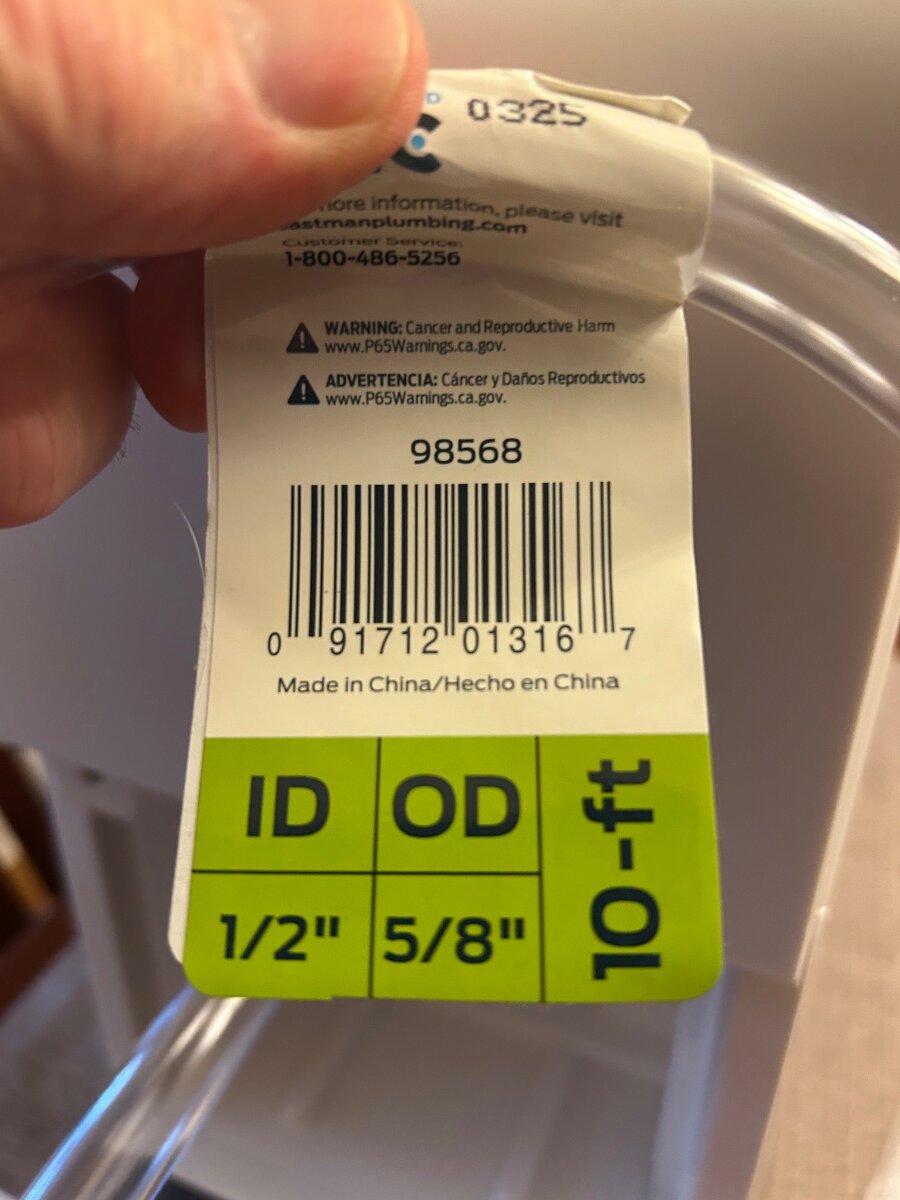 0325
more information, please visit
astmanplumbing.com
Customer Service:
1-800-486-5256
WARNING: Cancer and Reproductive Harm
www.P65Warnings.ca.gov.
ADVERTENCIA: Cáncer y Daños Reproductivos
www.P65Warnings.ca.gov.
98568
0 91712 01316 7
Made in China/Hecho en China
ID OD
1/2" 5/8"
10-ft